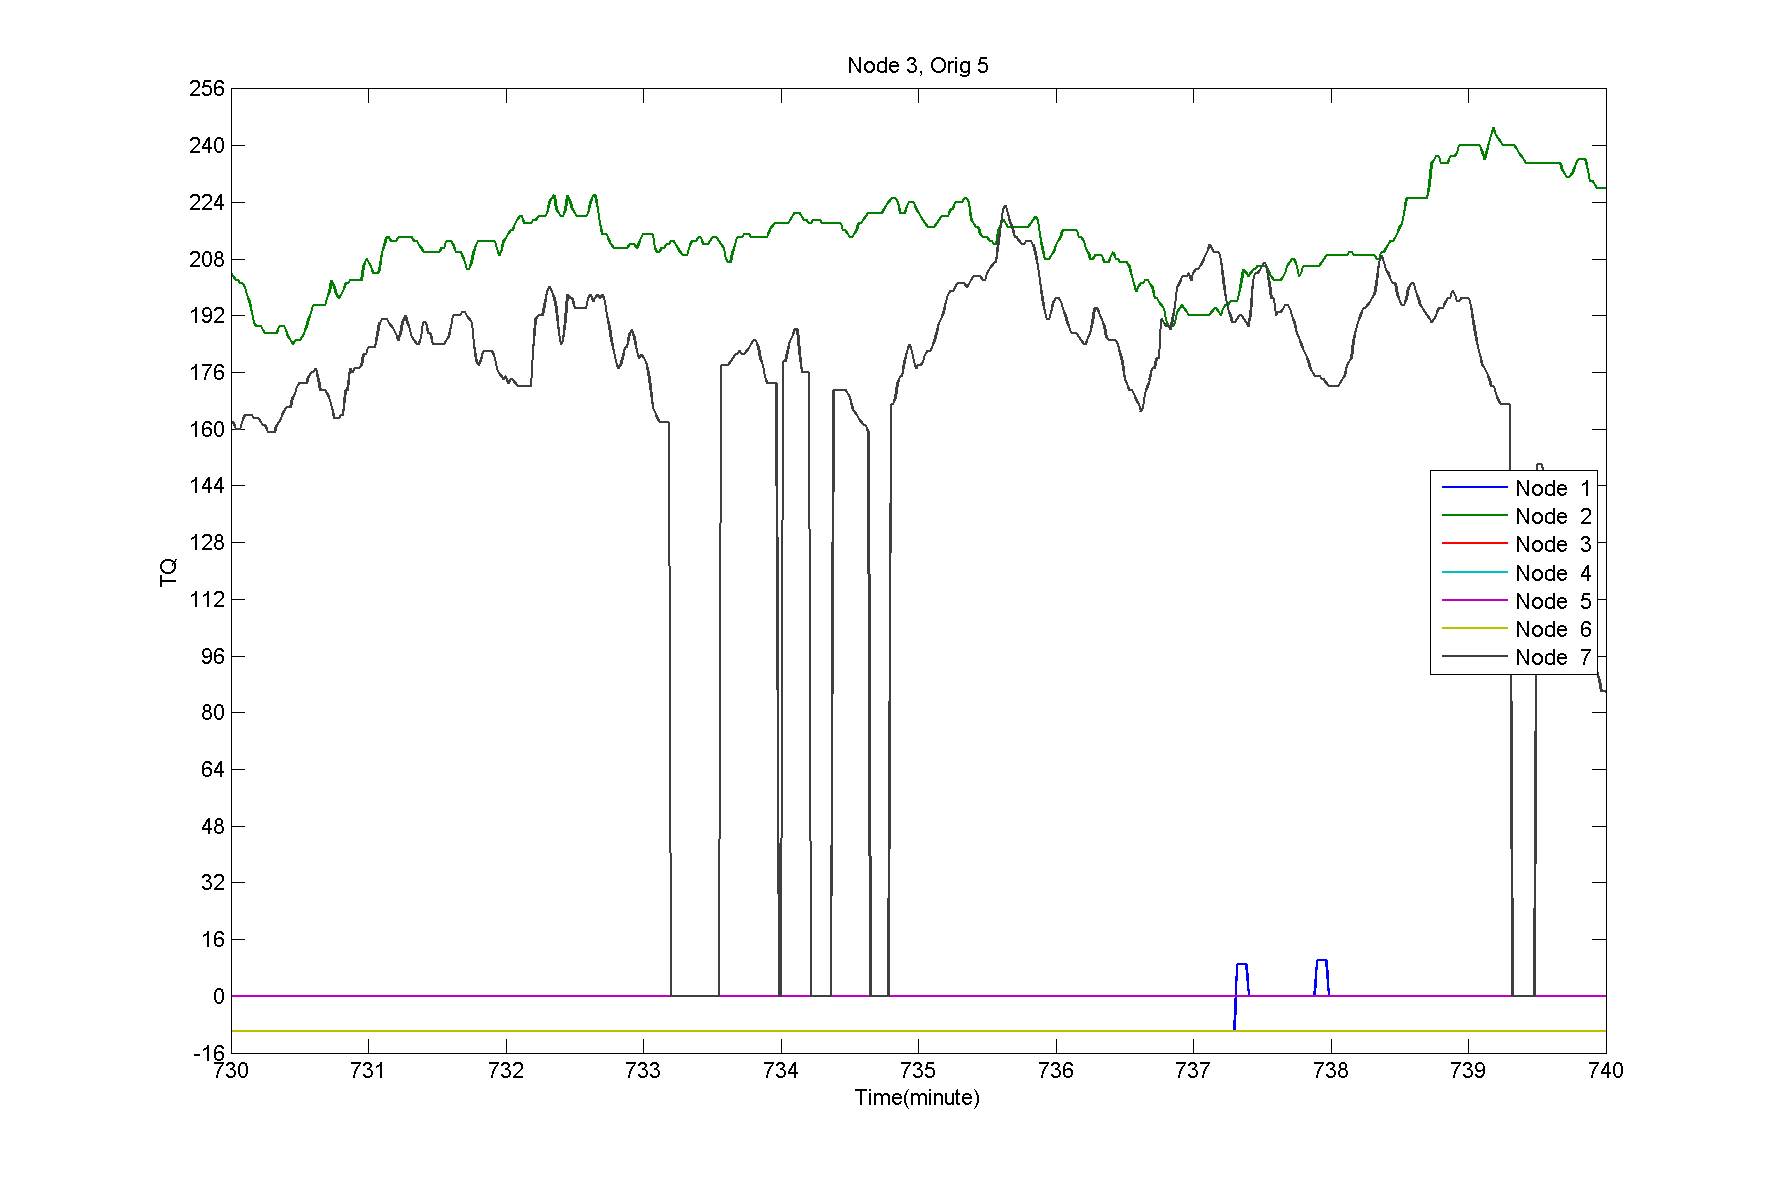 Node 3, Orig 5
256
240
224
208
192
176
160
144
128
112
96
80
64
48
32
16
0
-16
TQ
Node 1
Node 2
Node 3
Node 4
Node 5
Node 6
Node 7
730 731 732 733 734 735 736 737 738 739 740
Time(minute)